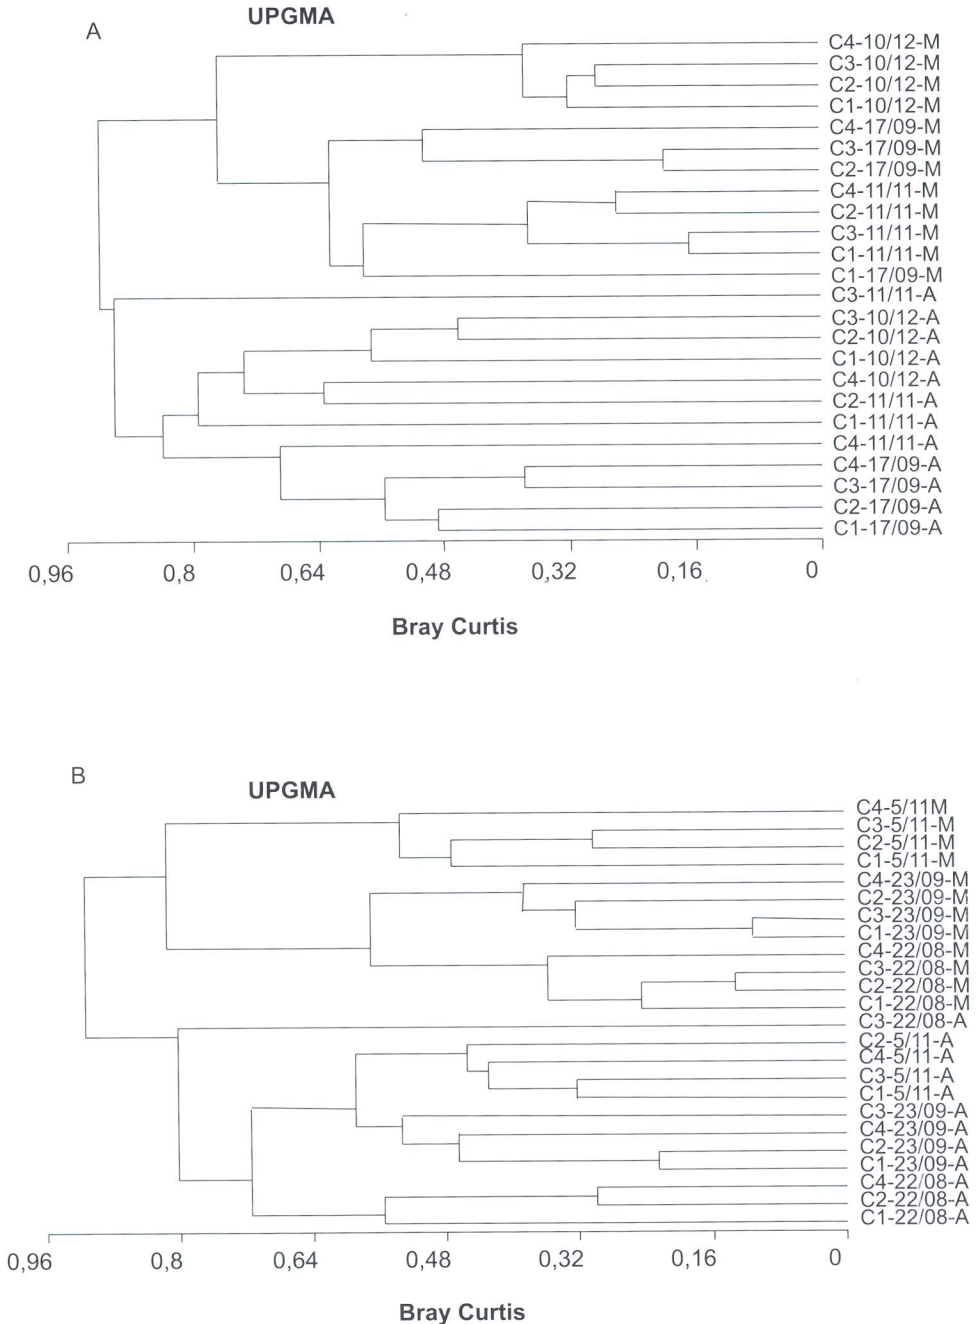 A
UPGMA
C4-10/12-M
C3-10/12-M
C2-10/12-M
C1-10/12-M
C4-17/09-M
C3-17/09-M
C2-17/09-M
C4-11/11-M
C2-11/11-M
C3-11/11-M
C1-11/11-M
C1-17/09-M
C3-11/11-A
C3-10/12-A
C2-10/12-A
C1-10/12-A
C4-10/12-A
C2-11/11-A
C1-11/11-A
C4-11/11-A
C4-17/09-A
C3-17/09-A
C2-17/09-A
C1-17/09-A
0,96 0,8 0,64 0,48 0,32 0,16 0
Bray Curtis
B
UPGMA
C4-5/11M
C3-5/11-M
C2-5/11-M
C1-5/11-M
C4-23/09-M
C2-23/09-M
C3-23/09-M
C1-23/09-M
C4-22/08-M
C3-22/08-M
C2-22/08-M
C1-22/08-M
C3-22/08-A
C2-5/11-A
C4-5/11-A
C3-5/11-A
C1-5/11-A
C3-23/09-A
C4-23/09-A
C2-23/09-A
C1-23/09-A
C4-22/08-A
C2-22/08-A
C1-22/08-A
0,96 0,8 0,64 0,48 0,32 0,16 0
Bray Curtis